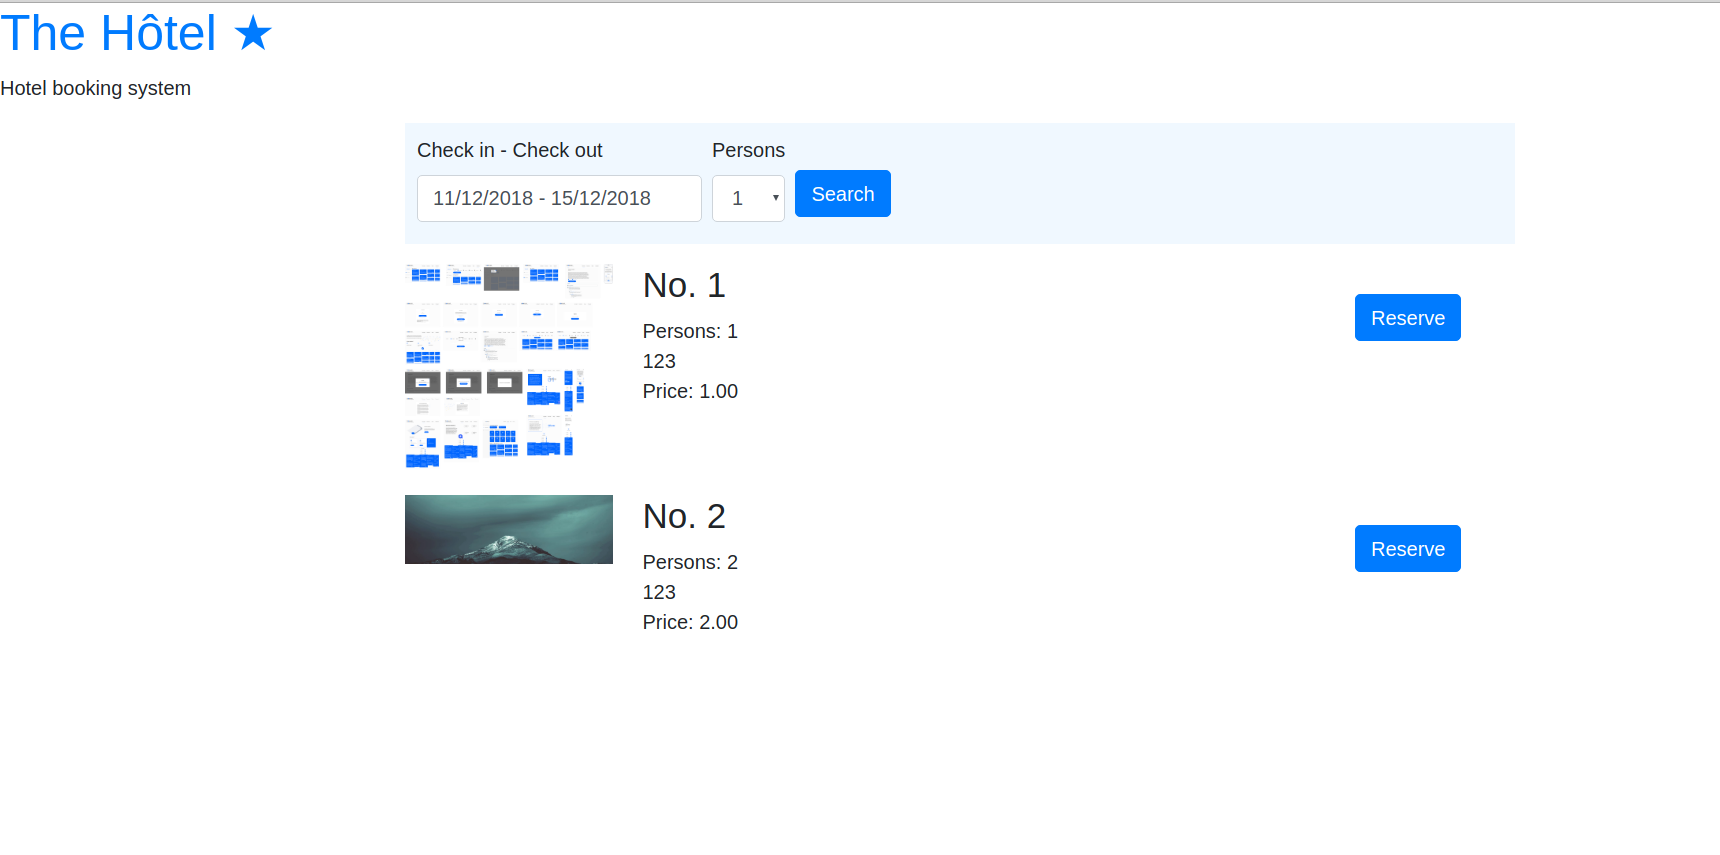 The Hôtel ★
Hotel booking system
Check in - Check out Persons
11/12/2018 - 15/12/2018 1 Search
No. 1
Persons: 1
123
Price: 1.00
Reserve
No. 2
Persons: 2
123
Price: 2.00
Reserve